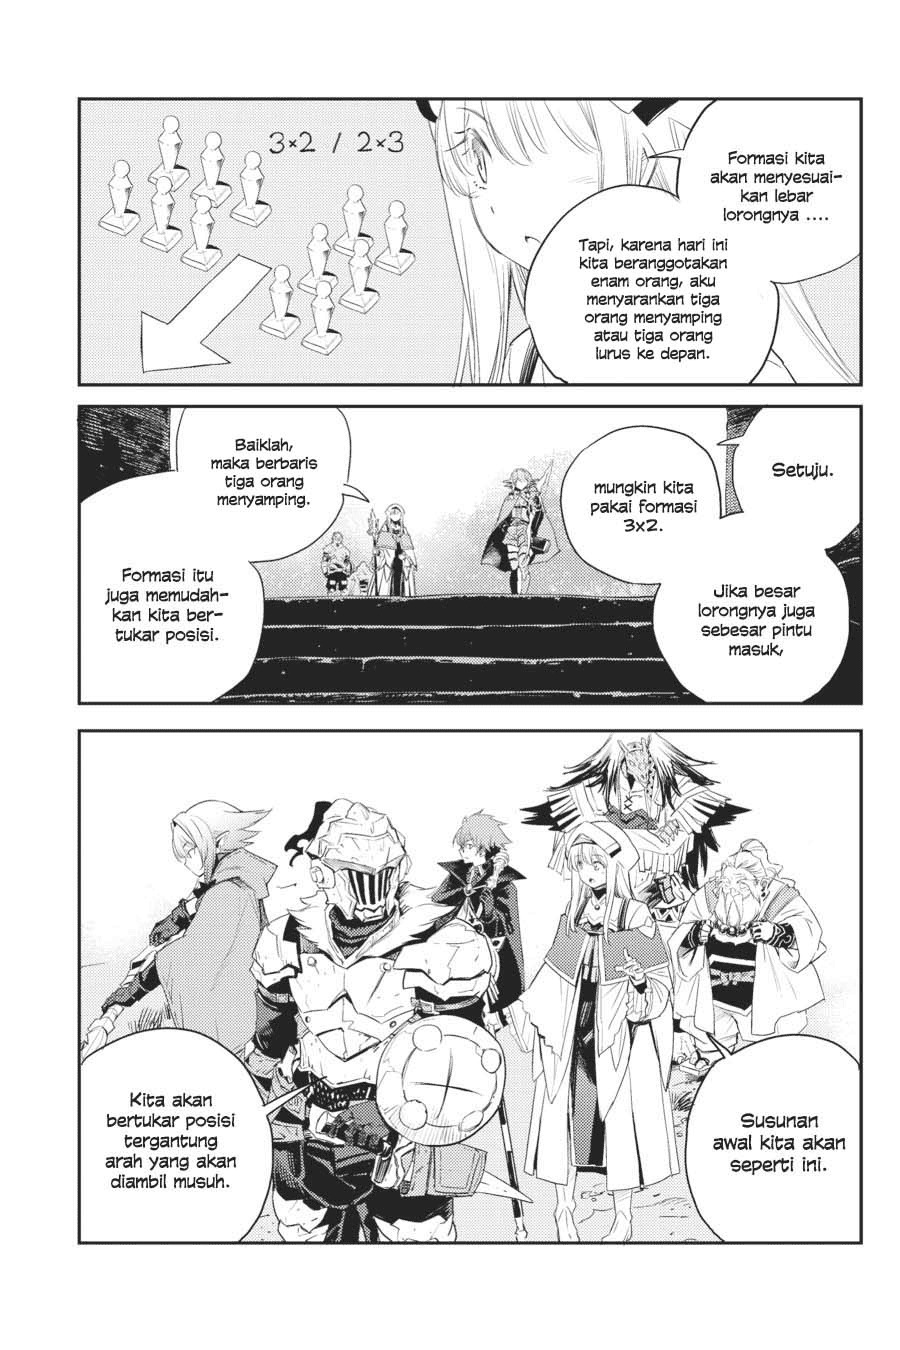 Formasi kita
akan menyesuai-
kan lebar
lorongnya ....
3×2 / 2×3
Tapi, karena hari ini
kita beranggotakan
enam orang, aku
menyarankan tiga
orang menyamping
atau tiga orang
lurus ke depan.
Setuju.
Jika besar
lorongnya juga
sebesar pintu
masuk,
mungkin kita
pakai formasi
3x2.
Baiklah,
maka berbaris
tiga orang
menyamping.
Formasi itu
juga memudah-
kan kita ber-
tukar posisi.
Susunan
awal kita akan
seperti ini.
Kita akan
bertukar posisi
tergantung
arah yang akan
diambil musuh.